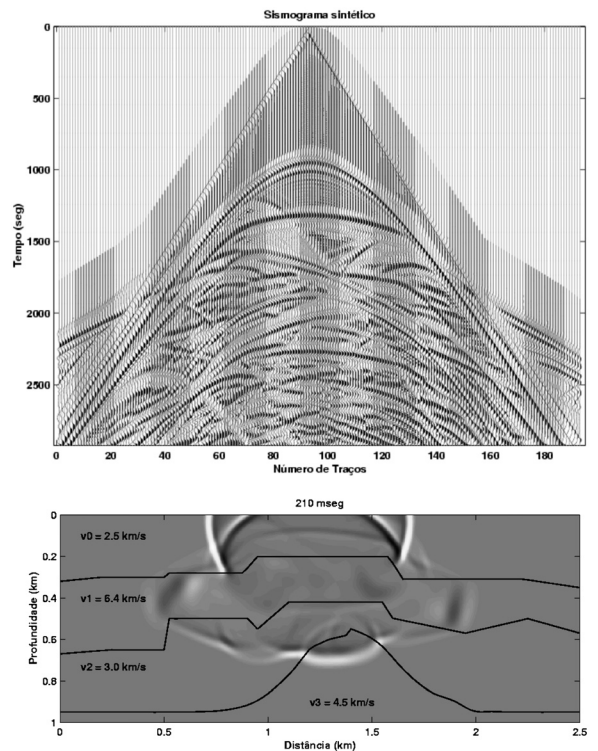 Sismograma sintético
0
500
1000
1500
2000
2500
Tempo (seg)
0 20 40 60 80 100 120 140 160 180
Número de Traços
210 mseg
0
0.2
0.4
0.6
0.8
1
Profundidade (km)
v0 = 2.5 km/s
v1 = 6.4 km/s
v2 = 3.0 km/s
v3 = 4.5 km/s
0 0.5 1 1.5 2 2.5
Distância (km)